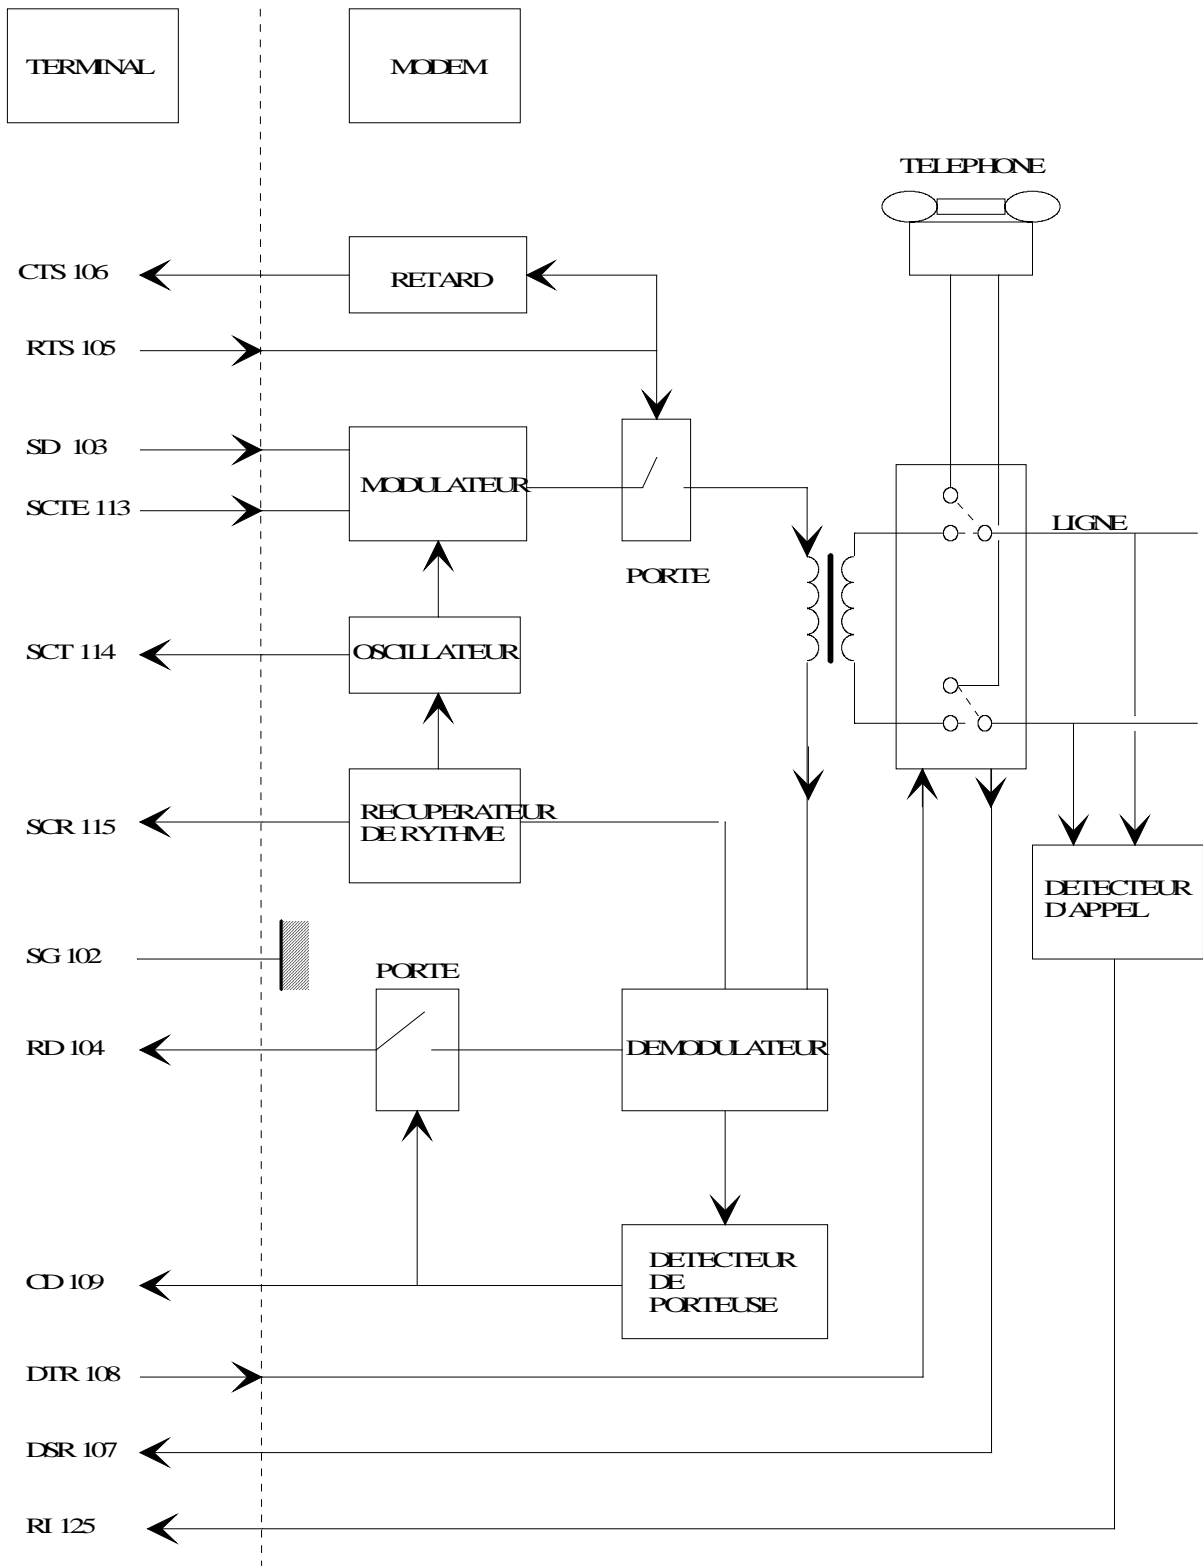 TERMINAL
MODEM
TELEPHONE
CTS 106
RETARD
RTS 105
SD 103
MODULATEUR
SCTE 113
LIGNE
PORTE
SCT 114
OSCILLATEUR
RECUPERATEUR
DE RYTHME
SCR 115
DETECTEUR
D'APPEL
SG 102
PORTE
RD 104
DEMODULATEUR
DETECTEUR
DE
PORTEUSE
CD 109
DTR 108
DSR 107
RI 125